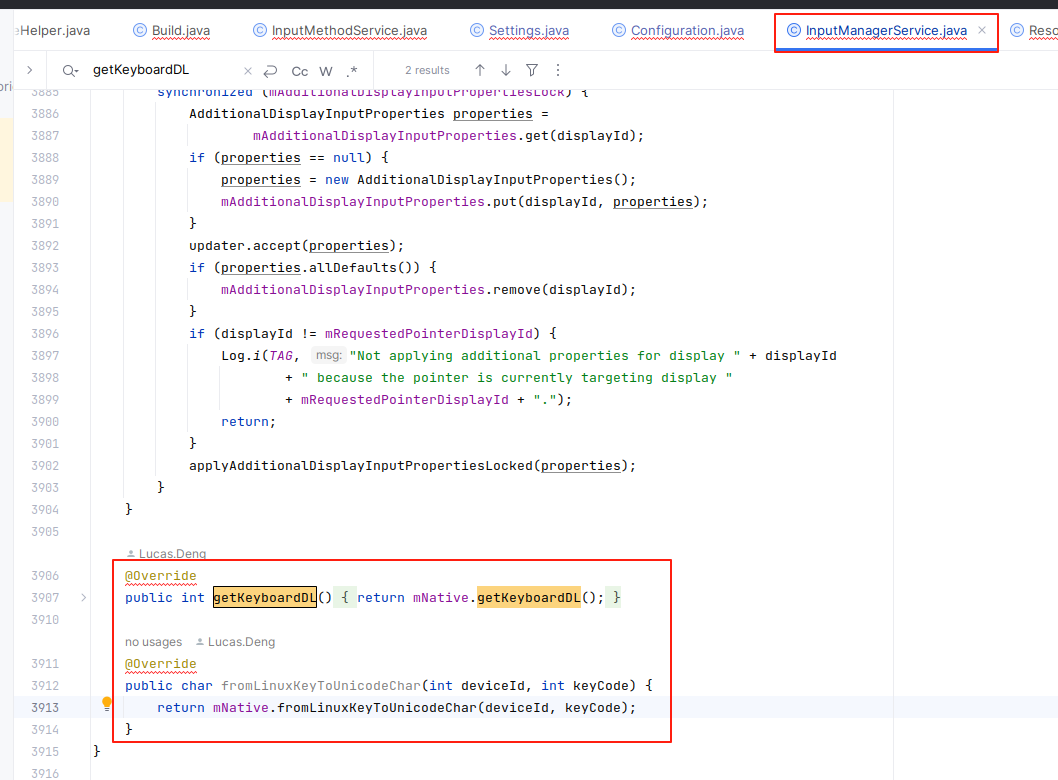 Helper.java Build.java InputMethodService.java Settings.java Configuration.java InputManagerService.java
getKeyboardDL Cc W .* 2 results
3885 synchronized (mAdditionalDisplayInputPropertiesLock) {
3886 AdditionalDisplayInputProperties properties =
3887 mAdditionalDisplayInputProperties.get(displayId);
3888 if (properties == null) {
3889 properties = new AdditionalDisplayInputProperties();
3890 mAdditionalDisplayInputProperties.put(displayId, properties);
3891 }
3892 updater.accept(properties);
3893 if (properties.allDefaults()) {
3894 mAdditionalDisplayInputProperties.remove(displayId);
3895 }
3896 if (displayId != mRequestedPointerDisplayId) {
3897 Log.i(TAG, msg: "Not applying additional properties for display " + displayId
3898 + " because the pointer is currently targeting display "
3899 + mRequestedPointerDisplayId + ".");
3900 return;
3901 }
3902 applyAdditionalDisplayInputPropertiesLocked(properties);
3903 }
3904 }
3905
Lucas.Deng
3906 @Override
3907 public int getKeyboardDL() { return mNative.getKeyboardDL(); }
3910
no usages Lucas.Deng
3911 @Override
3912 public char fromLinuxKeyToUnicodeChar(int deviceId, int keyCode) {
3913 return mNative.fromLinuxKeyToUnicodeChar(deviceId, keyCode);
3914 }
3915 }
3916